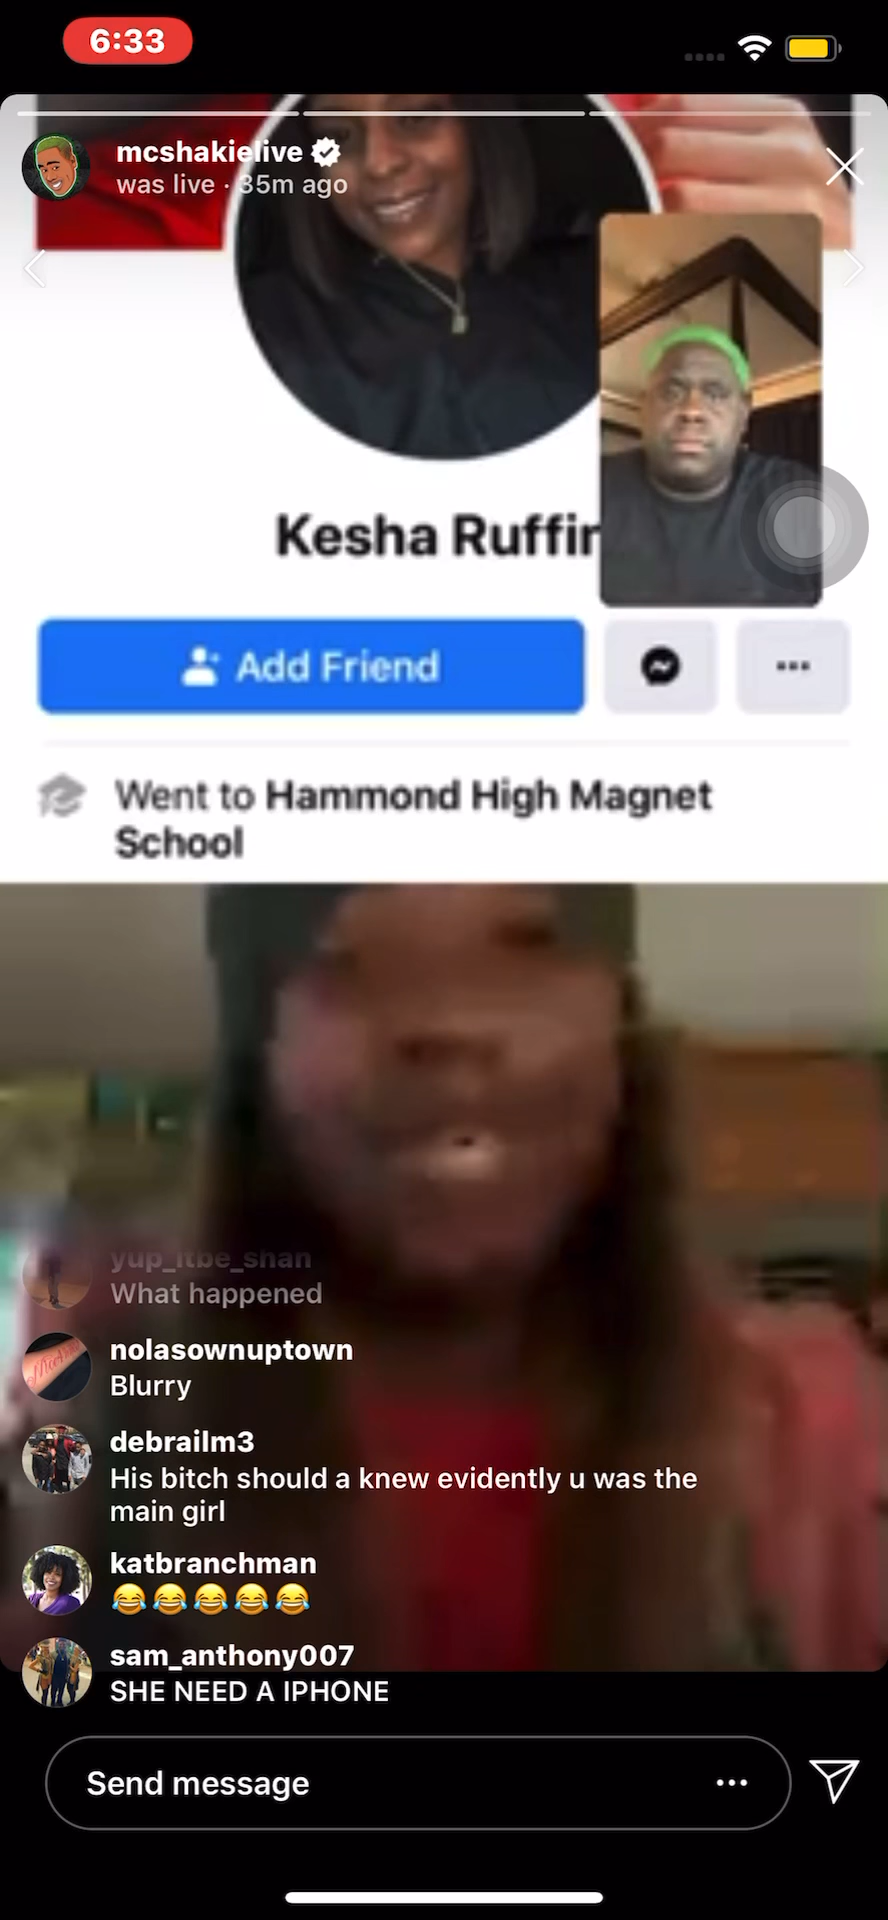 6:33
mcshakielive
was live · 35m ago
Kesha Ruffin
Add Friend
Went to Hammond High Magnet
School
yup_itbe_shan
What happened
nolasownuptown
Blurry
debrailm3
His bitch should a knew evidently u was the
main girl
katbranchman
😂😂😂😂😂
sam_anthony007
SHE NEED A IPHONE
Send message